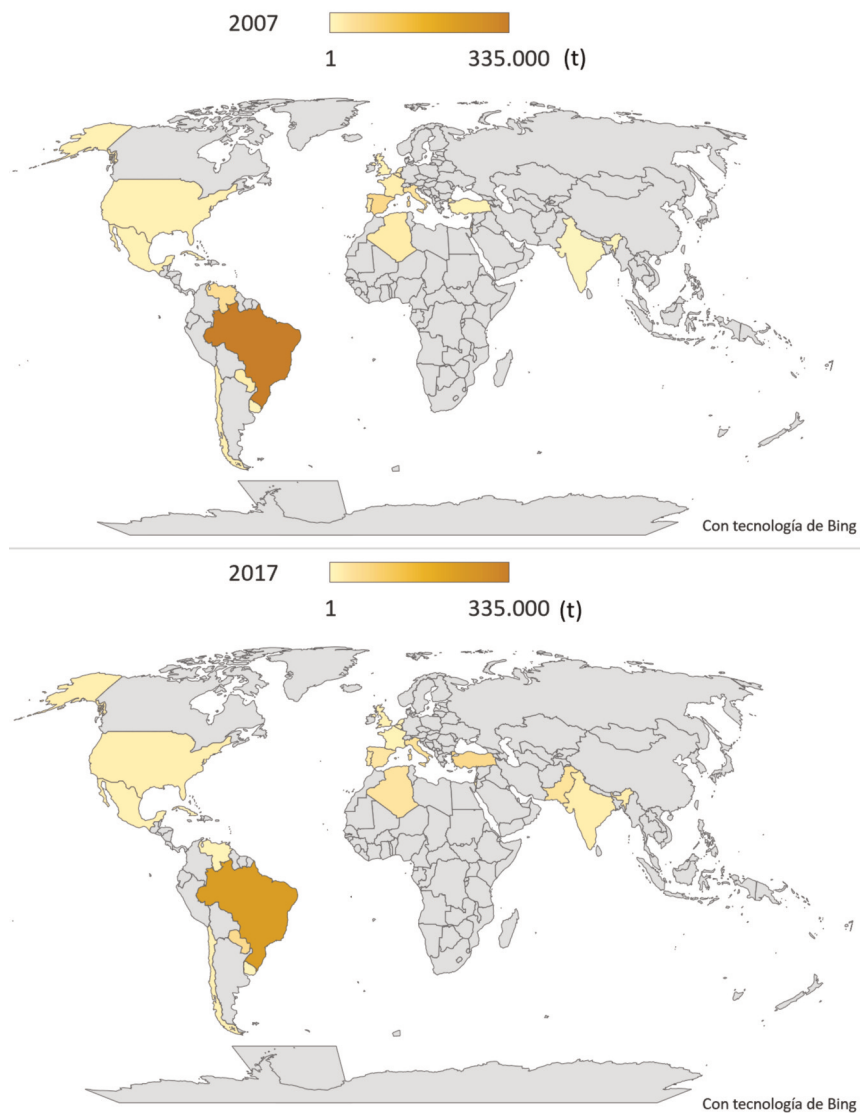 2007
1 335.000 (t)
Con tecnología de Bing
2017
1 335.000 (t)
Con tecnología de Bing